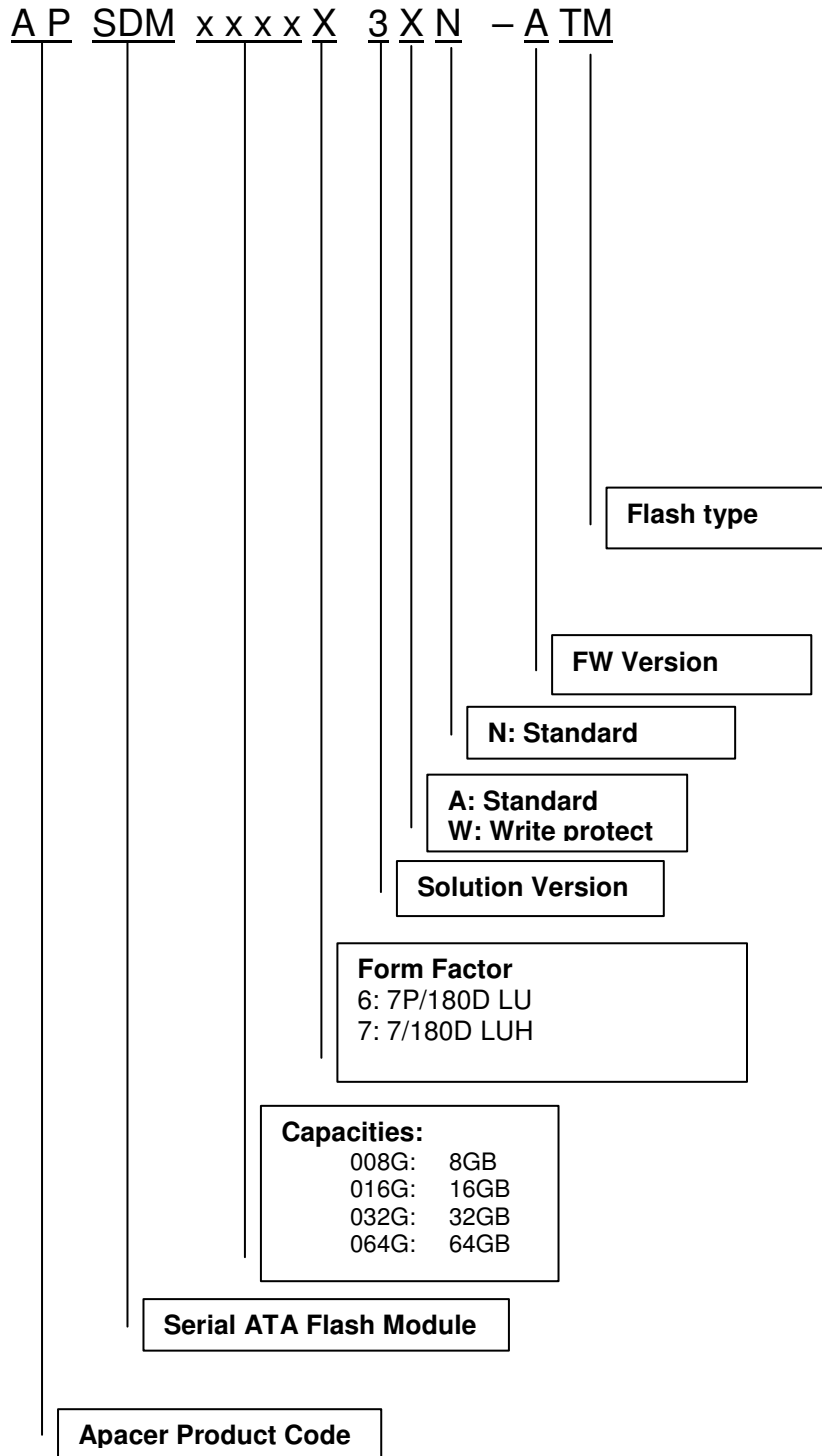 A P SDM x x x x X 3 X N – A TM
Flash type
FW Version
N: Standard
A: Standard
W: Write protect
Solution Version
Form Factor
6: 7P/180D LU
7: 7/180D LUH
Capacities:
008G: 8GB
016G: 16GB
032G: 32GB
064G: 64GB
Serial ATA Flash Module
Apacer Product Code